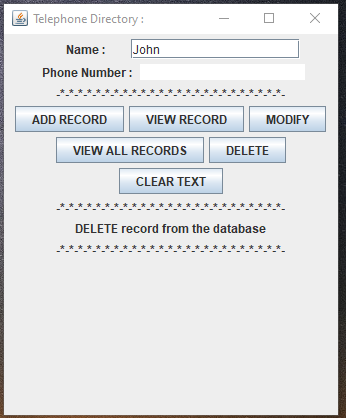 Telephone Directory :
Name : John
Phone Number :
-*-*-*-*-*-*-*-*-*-*-*-*-*-*-*-*-*-*-*-*-*-*-
ADD RECORD VIEW RECORD MODIFY
VIEW ALL RECORDS DELETE
CLEAR TEXT
-*-*-*-*-*-*-*-*-*-*-*-*-*-*-*-*-*-*-*-*-*-*-
DELETE record from the database
-*-*-*-*-*-*-*-*-*-*-*-*-*-*-*-*-*-*-*-*-*-*-